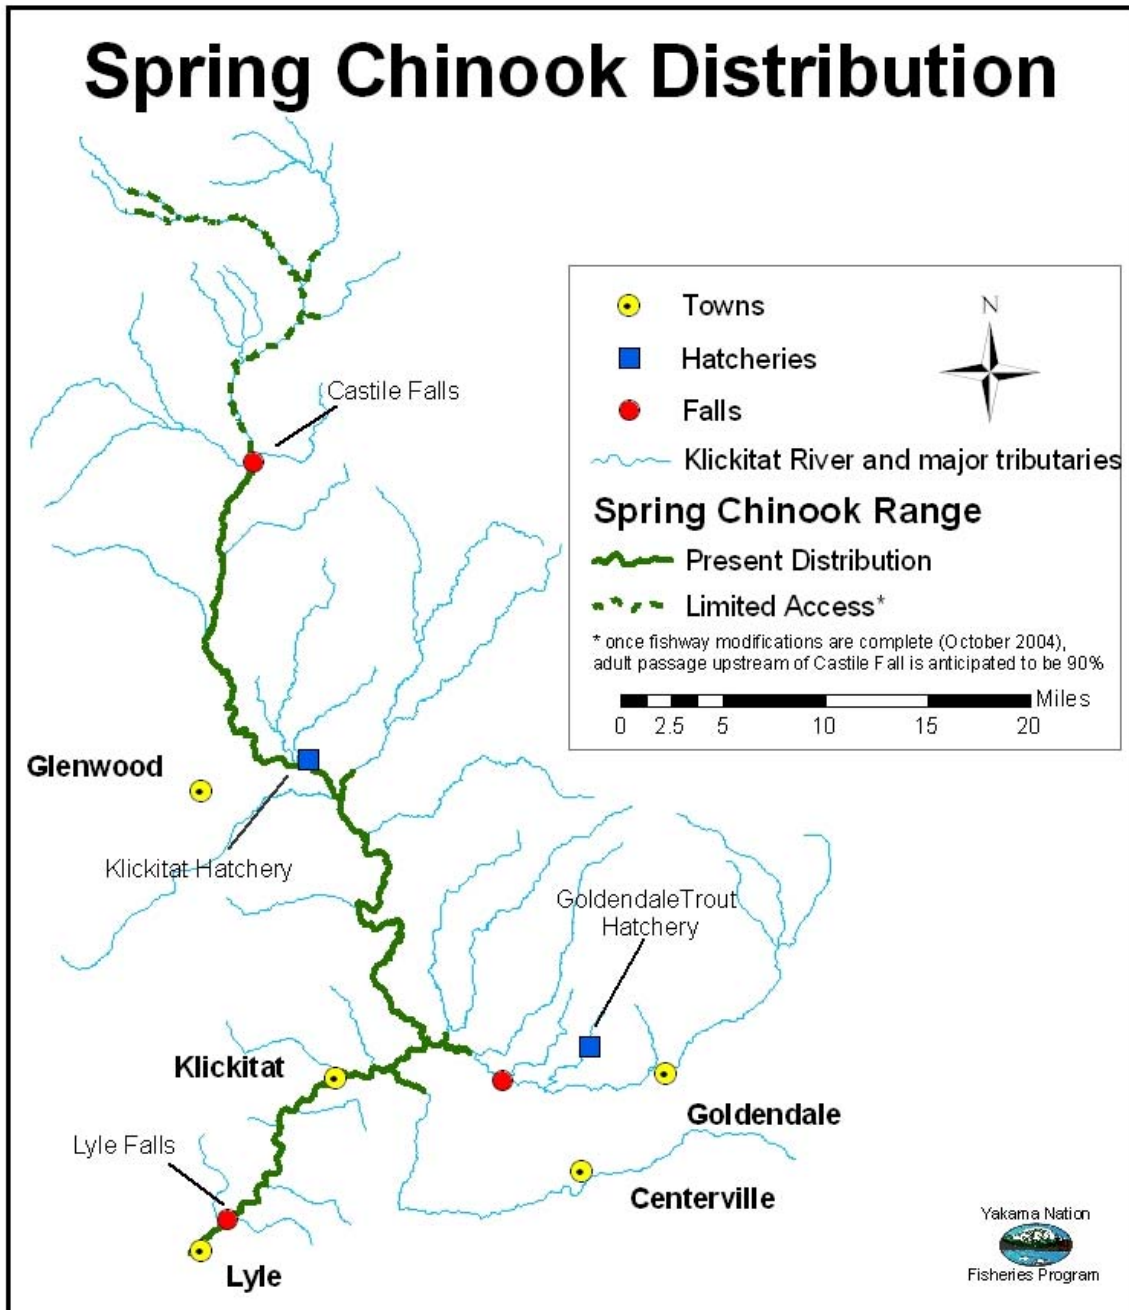 Spring Chinook Distribution
Castile Falls
N
Towns
Hatcheries
Falls
Klickitat River and major tributaries
Spring Chinook Range
Present Distribution
Limited Access*
* once fishway modifications are complete (October 2004),
adult passage upstream of Castile Fall is anticipated to be 90%
Miles
0 2.5 5 10 15 20
Glenwood
Klickitat Hatchery
GoldendaleTrout
Hatchery
Klickitat
Goldendale
Lyle Falls
Centerville
Lyle
Yakama Nation
Fisheries Program